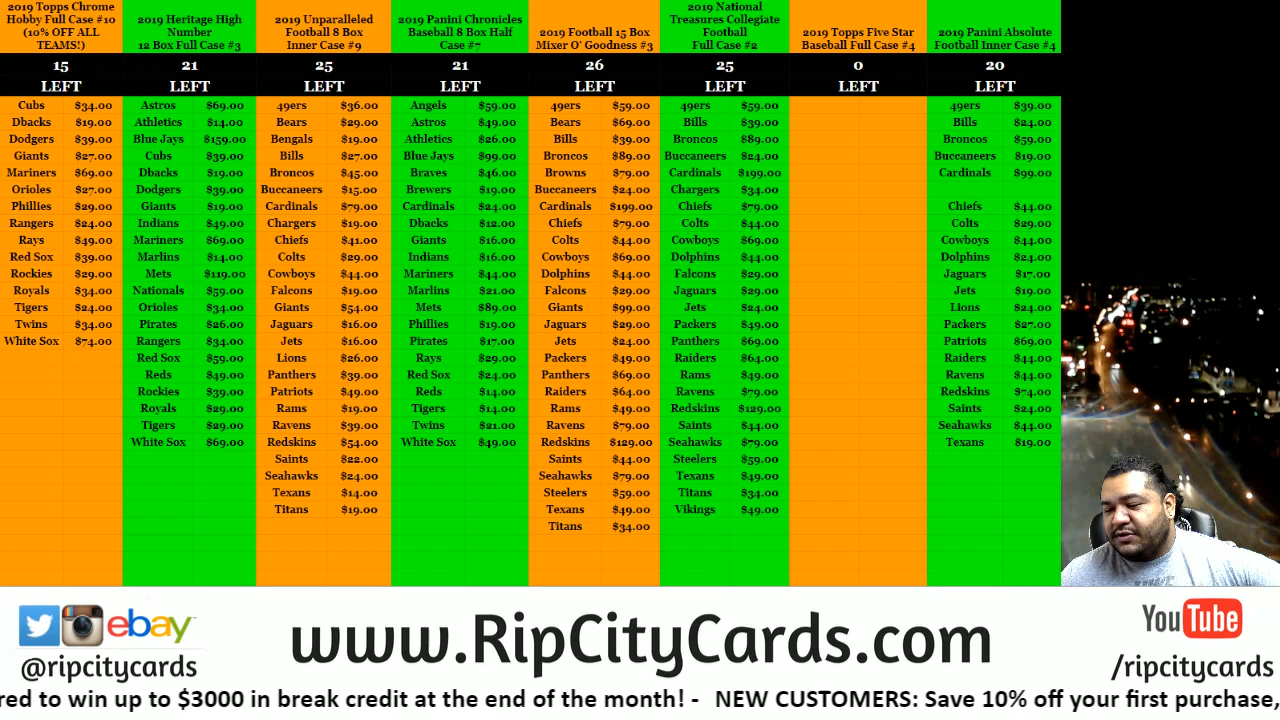 2019 Topps Chrome
Hobby Full Case #10
(10% OFF ALL
TEAMS!)
15
LEFT
Cubs $34.00
Dbacks $19.00
Dodgers $39.00
Giants $27.00
Mariners $69.00
Orioles $27.00
Phillies $29.00
Rangers $24.00
Rays $49.00
Red Sox $39.00
Rockies $29.00
Royals $34.00
Tigers $24.00
Twins $34.00
White Sox $74.00
2019 Heritage High
Number
12 Box Full Case #3
21
LEFT
Astros $69.00
Athletics $14.00
Blue Jays $159.00
Cubs $39.00
Dbacks $19.00
Dodgers $39.00
Giants $19.00
Indians $49.00
Mariners $69.00
Marlins $14.00
Mets $119.00
Nationals $59.00
Orioles $34.00
Pirates $26.00
Rangers $34.00
Red Sox $59.00
Reds $49.00
Rockies $39.00
Royals $29.00
Tigers $29.00
White Sox $69.00
2019 Unparalleled
Football 8 Box
Inner Case #9
25
LEFT
49ers $36.00
Bears $29.00
Bengals $19.00
Bills $27.00
Broncos $45.00
Buccaneers $15.00
Cardinals $79.00
Chargers $19.00
Chiefs $41.00
Colts $29.00
Cowboys $44.00
Falcons $19.00
Giants $54.00
Jaguars $16.00
Jets $16.00
Lions $26.00
Panthers $39.00
Patriots $49.00
Rams $19.00
Ravens $39.00
Redskins $54.00
Saints $22.00
Seahawks $24.00
Texans $14.00
Titans $19.00
2019 Panini Chronicles
Baseball 8 Box Half
Case #7
21
LEFT
Angels $59.00
Astros $49.00
Athletics $26.00
Blue Jays $99.00
Braves $46.00
Brewers $19.00
Cardinals $24.00
Dbacks $12.00
Giants $16.00
Indians $16.00
Mariners $44.00
Marlins $21.00
Mets $89.00
Phillies $19.00
Pirates $17.00
Rays $29.00
Red Sox $24.00
Reds $14.00
Tigers $14.00
Twins $21.00
White Sox $49.00
2019 Football 15 Box
Mixer O' Goodness #3
26
LEFT
49ers $59.00
Bears $69.00
Bills $39.00
Broncos $89.00
Browns $79.00
Buccaneers $24.00
Cardinals $199.00
Chiefs $79.00
Colts $44.00
Cowboys $69.00
Dolphins $44.00
Falcons $29.00
Giants $99.00
Jaguars $29.00
Jets $24.00
Packers $49.00
Panthers $69.00
Raiders $64.00
Rams $49.00
Ravens $79.00
Redskins $129.00
Saints $44.00
Seahawks $79.00
Steelers $59.00
Texans $49.00
Titans $34.00
2019 National
Treasures Collegiate
Football
Full Case #2
25
LEFT
49ers $59.00
Bills $39.00
Broncos $89.00
Buccaneers $24.00
Cardinals $199.00
Chargers $34.00
Chiefs $79.00
Colts $44.00
Cowboys $69.00
Dolphins $44.00
Falcons $29.00
Jaguars $29.00
Jets $24.00
Packers $49.00
Panthers $69.00
Raiders $64.00
Rams $49.00
Ravens $79.00
Redskins $129.00
Saints $44.00
Seahawks $79.00
Steelers $59.00
Texans $49.00
Titans $34.00
Vikings $49.00
2019 Topps Five Star
Baseball Full Case #4
0
LEFT
2019 Panini Absolute
Football Inner Case #4
20
LEFT
49ers $39.00
Bills $24.00
Broncos $59.00
Buccaneers $19.00
Cardinals $99.00
Chiefs $44.00
Colts $29.00
Cowboys $44.00
Dolphins $24.00
Jaguars $17.00
Jets $19.00
Lions $24.00
Packers $27.00
Patriots $69.00
Raiders $44.00
Ravens $44.00
Redskins $74.00
Saints $24.00
Seahawks $44.00
Texans $19.00
ebay
@ripcitycards
www.RipCityCards.com
YouTube
/ripcitycards
red to win up to $3000 in break credit at the end of the month! - NEW CUSTOMERS: Save 10% off your first purchase,